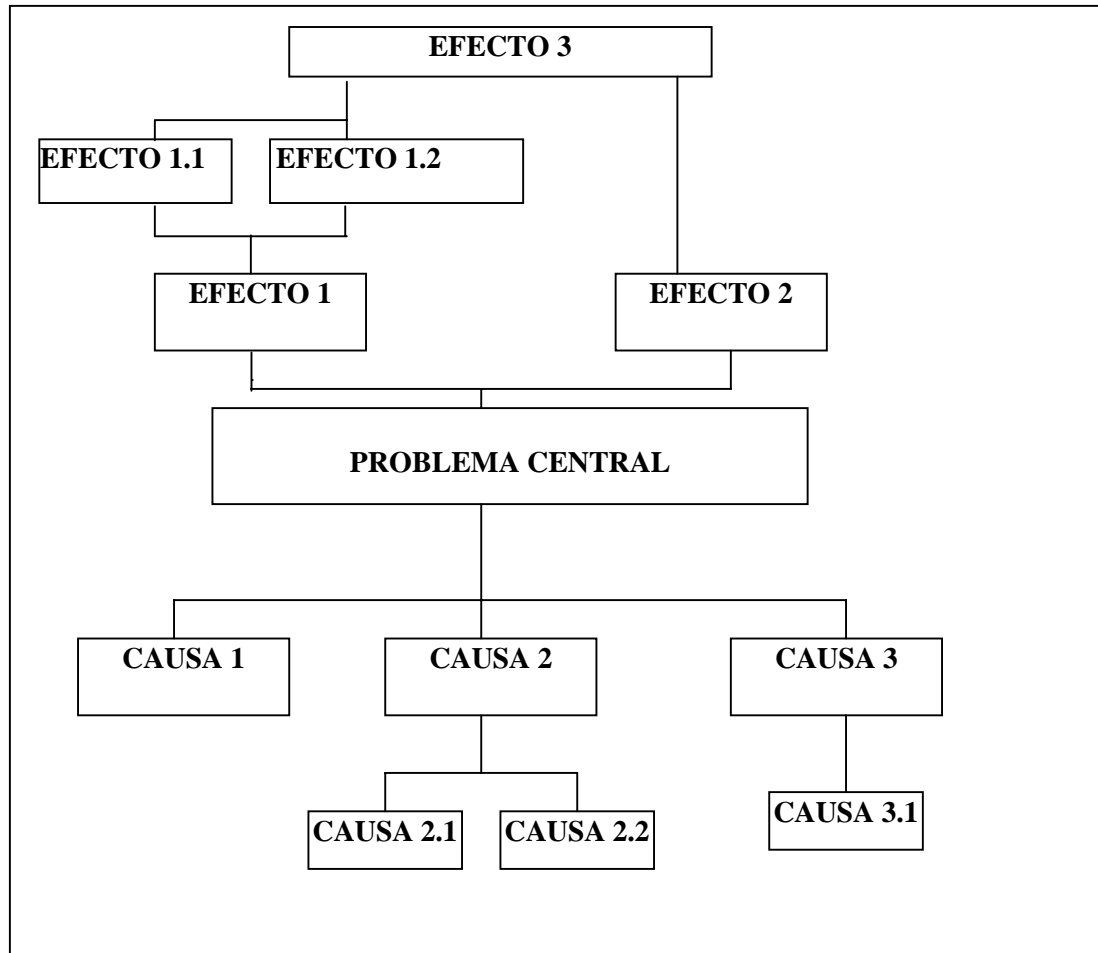 EFECTO 3
EFECTO 1.1
EFECTO 1.2
EFECTO 1
EFECTO 2
PROBLEMA CENTRAL
CAUSA 1
CAUSA 2
CAUSA 3
CAUSA 2.1
CAUSA 2.2
CAUSA 3.1